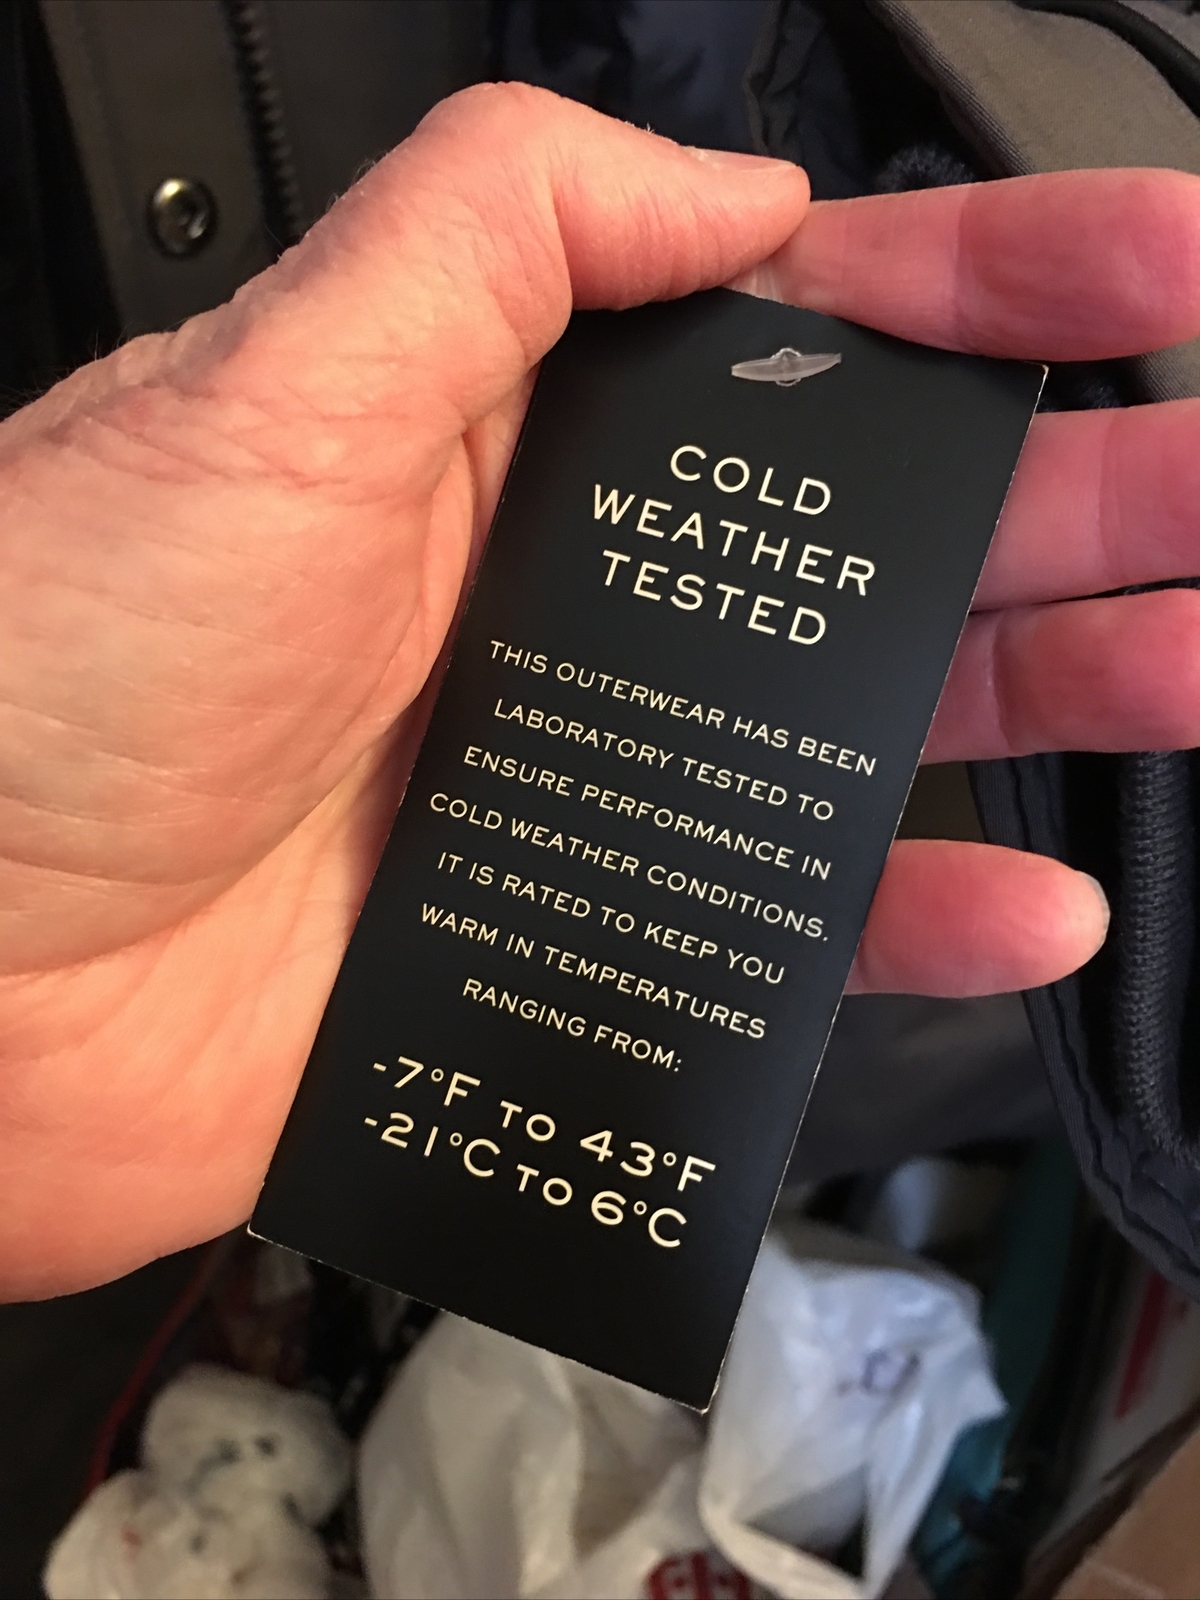 COLD
WEATHER
TESTED
THIS OUTERWEAR HAS BEEN
LABORATORY TESTED TO
ENSURE PERFORMANCE IN
COLD WEATHER CONDITIONS.
IT IS RATED TO KEEP YOU
WARM IN TEMPERATURES
RANGING FROM:
-7°F TO 43°F
-21°C TO 6°C